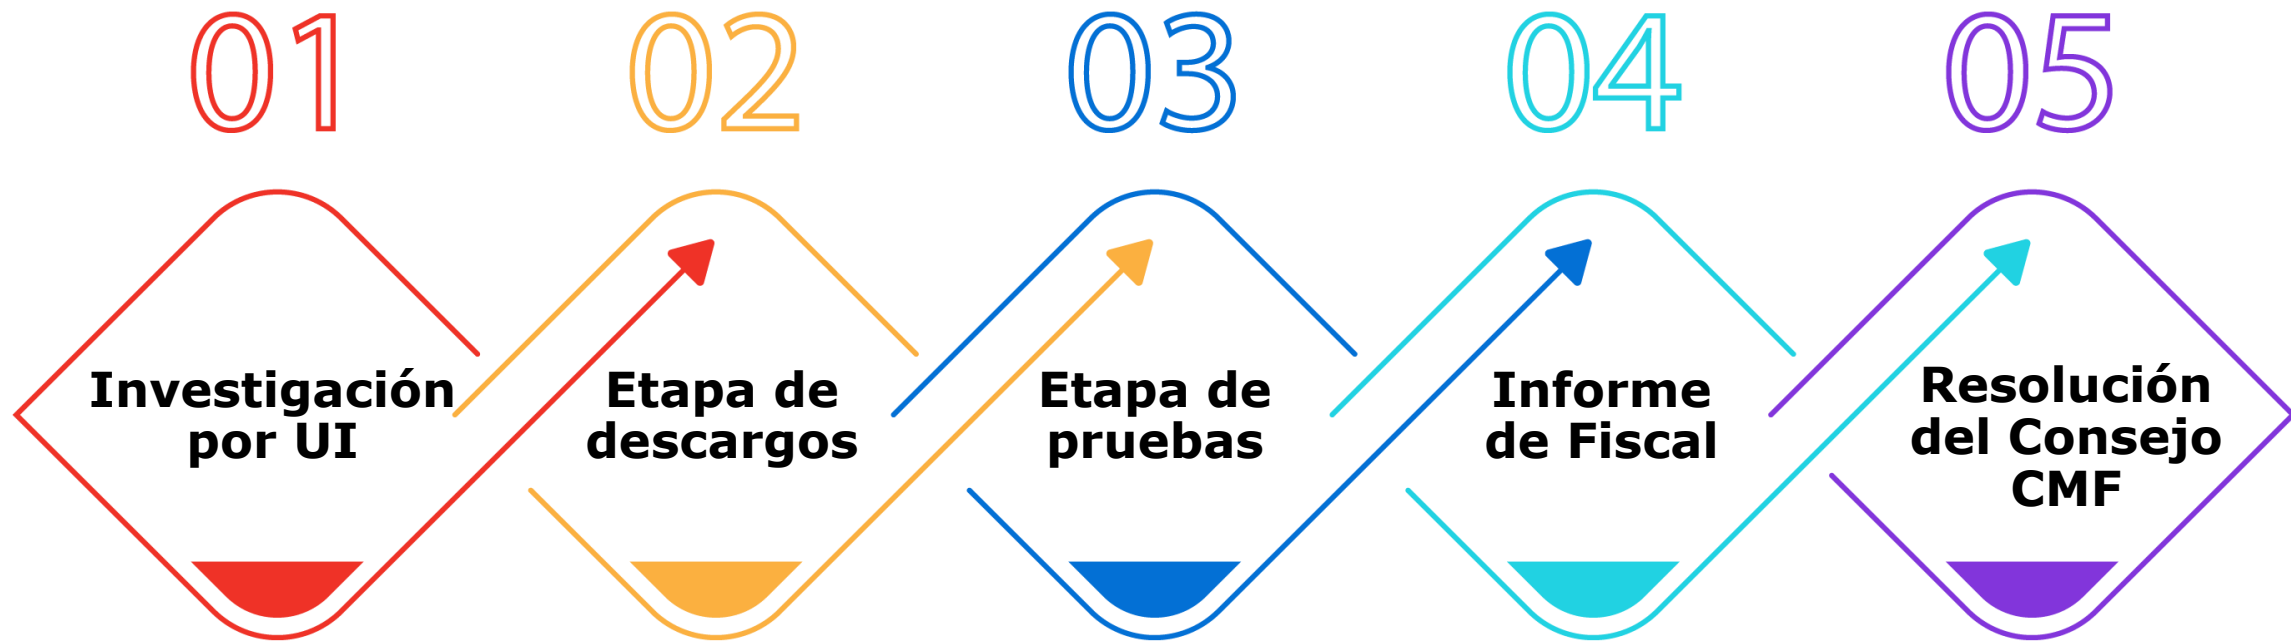 01
02
03
04
05
Investigación
por UI
Etapa de
descargos
Etapa de
pruebas
Informe
de Fiscal
Resolución
del Consejo
CMF